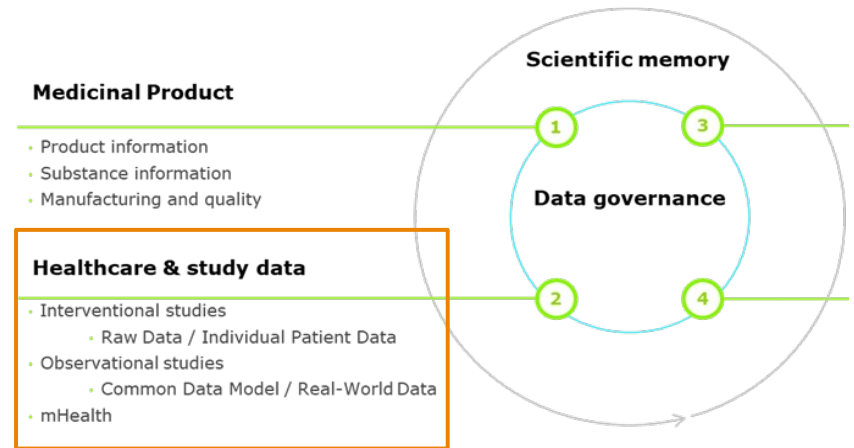 Scientific memory
Medicinal Product
1
3
• Product information
• Substance information
• Manufacturing and quality
Data governance
Healthcare & study data
2
4
• Interventional studies
• Raw Data / Individual Patient Data
• Observational studies
• Common Data Model / Real-World Data
• mHealth